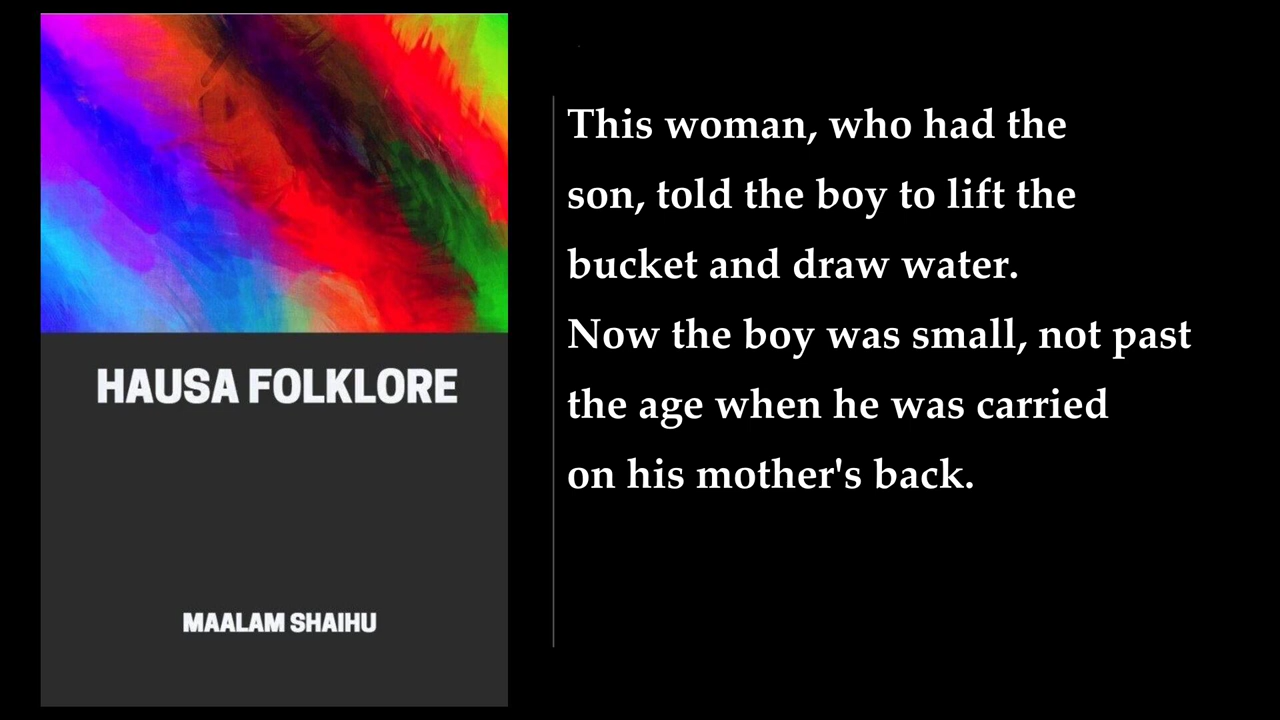 HAUSA FOLKLORE
MAALAM SHAIHU
This woman, who had the
son, told the boy to lift the
bucket and draw water.
Now the boy was small, not past
the age when he was carried
on his mother's back.